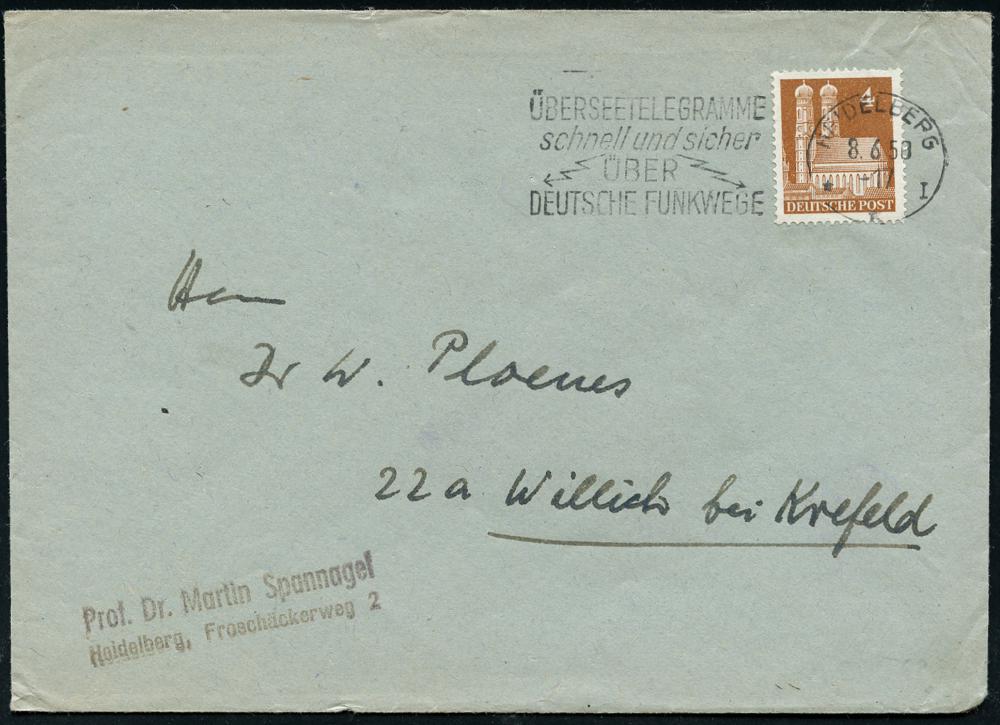 ÜBERSEETELEGRAMME
schnell und sicher
ÜBER
DEUTSCHE FUNKWEGE
4
DEUTSCHE POST
HEIDELBERG
8.6.50
-17
I
Herrn
Dr W. Ploenes
22a Willich bei Krefeld
Prof. Dr. Martin Spannagel
Heidelberg, Froschäckerweg 2